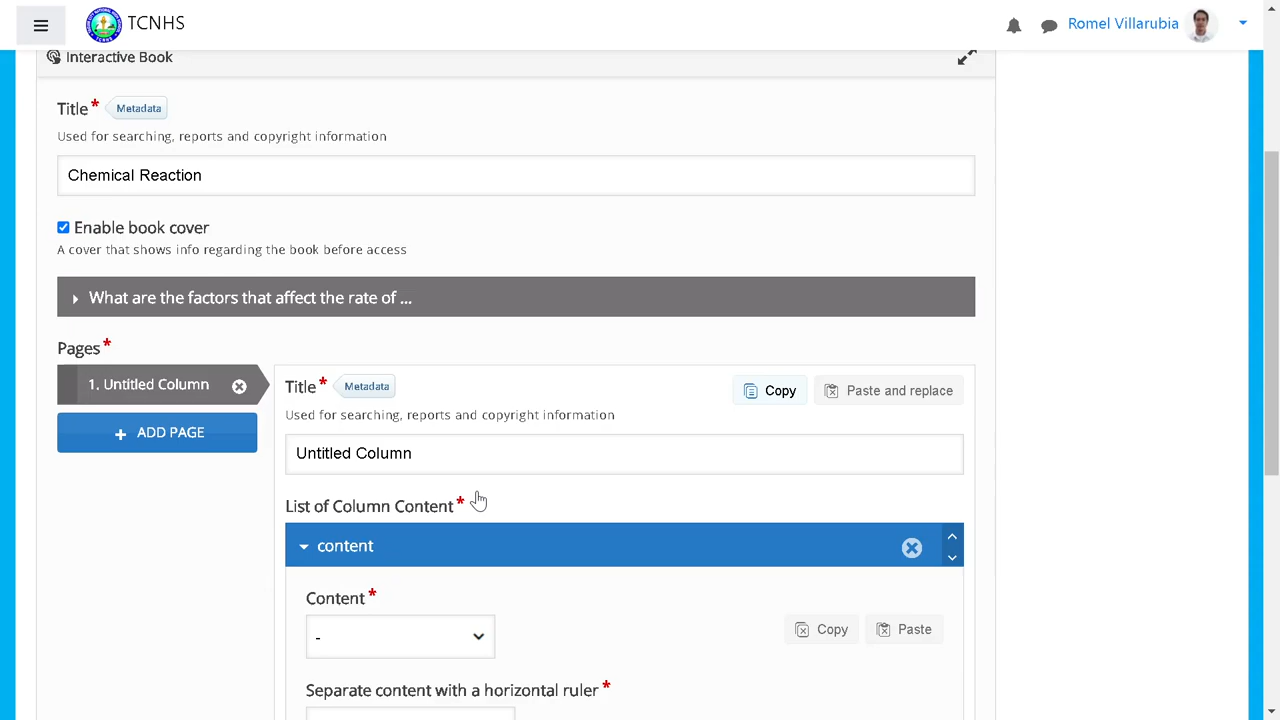 TCNHS
Romel Villarubia
Interactive Book
Title* Metadata
Used for searching, reports and copyright information
Chemical Reaction
Enable book cover
A cover that shows info regarding the book before access
What are the factors that affect the rate of ...
Pages*
1. Untitled Column
+ ADD PAGE
Title* Metadata
Copy
Paste and replace
Used for searching, reports and copyright information
Untitled Column
List of Column Content *
content
Content *
-
Copy
Paste
Separate content with a horizontal ruler *